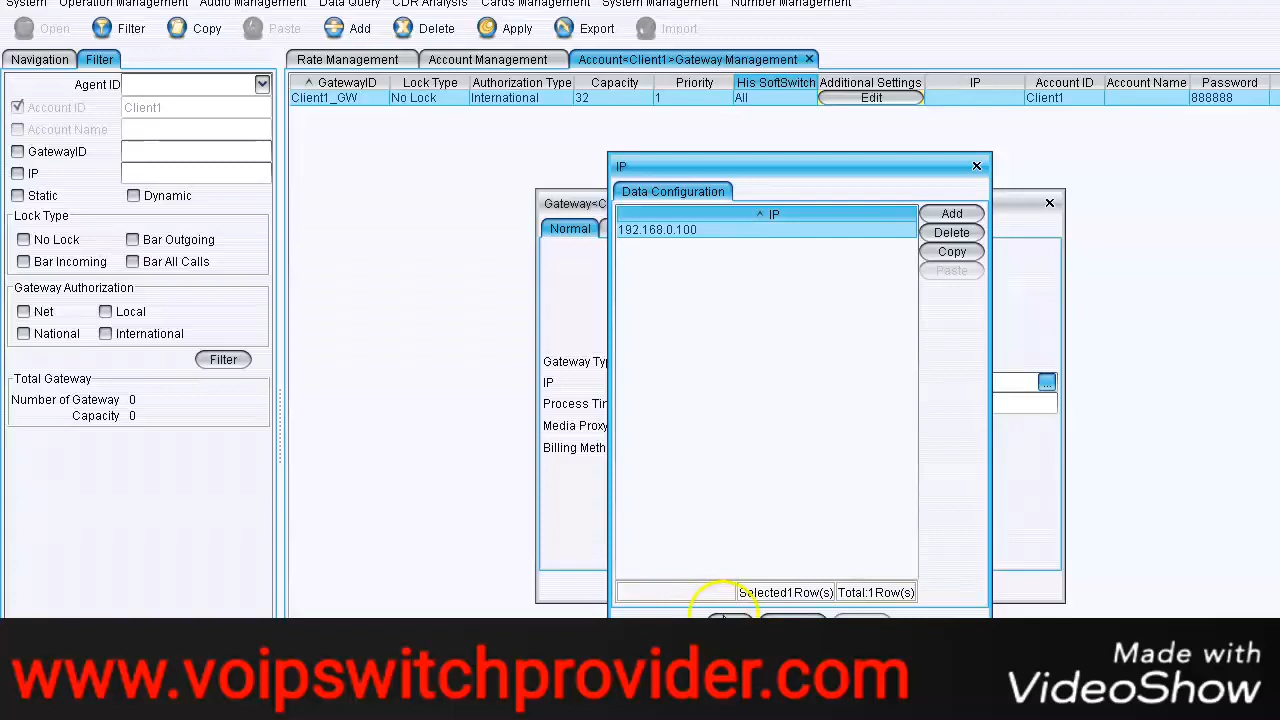 System Operation Management Audio Management Data Query CDR Analysis Cards Management System Management Number Management
Open Filter Copy Paste Add Delete Apply Export Import
Navigation Filter Rate Management Account Management Account<Client1>Gateway Management
Agent ID
Account ID Client1
Account Name
GatewayID
IP
Static Dynamic
Lock Type
No Lock Bar Outgoing
Bar Incoming Bar All Calls
Gateway Authorization
Net Local
National International
Filter
Total Gateway
Number of Gateway 0
Capacity 0
GatewayID Lock Type Authorization Type Capacity Priority His SoftSwitch Additional Settings IP Account ID Account Name Password
Client1_GW No Lock International 32 1 All Edit Client1 888888
Gateway<C
Normal
Gateway Typ
IP
Process Tin
Media Proxy
Billing Meth
IP
Data Configuration
IP
192.168.0.100
Add
Delete
Copy
Paste
Selected1Row(s) Total:1Row(s)
www.voipswitchprovider.com
Made with
VideoShow